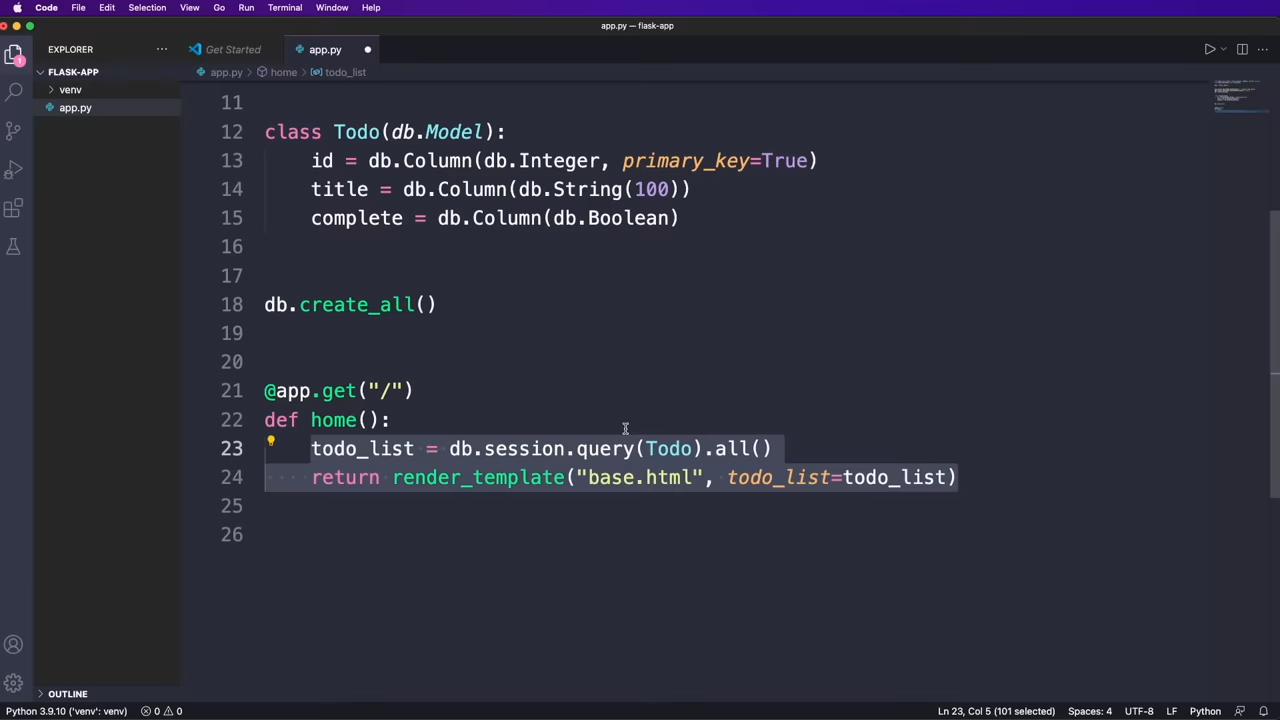 Code File Edit Selection View Go Run Terminal Window Help
app.py — flask-app
EXPLORER ···
Get Started
app.py
FLASK-APP
app.py > home > todo_list
venv
app.py
1
11
12 class Todo(db.Model):
13 id = db.Column(db.Integer, primary_key=True)
14 title = db.Column(db.String(100))
15 complete = db.Column(db.Boolean)
16
17
18 db.create_all()
19
20
21 @app.get("/")
22 def home():
23 todo_list = db.session.query(Todo).all()
24 return render_template("base.html", todo_list=todo_list)
25
26
OUTLINE
Python 3.9.10 ('venv': venv) 0 0 Ln 23, Col 5 (101 selected) Spaces: 4 UTF-8 LF Python